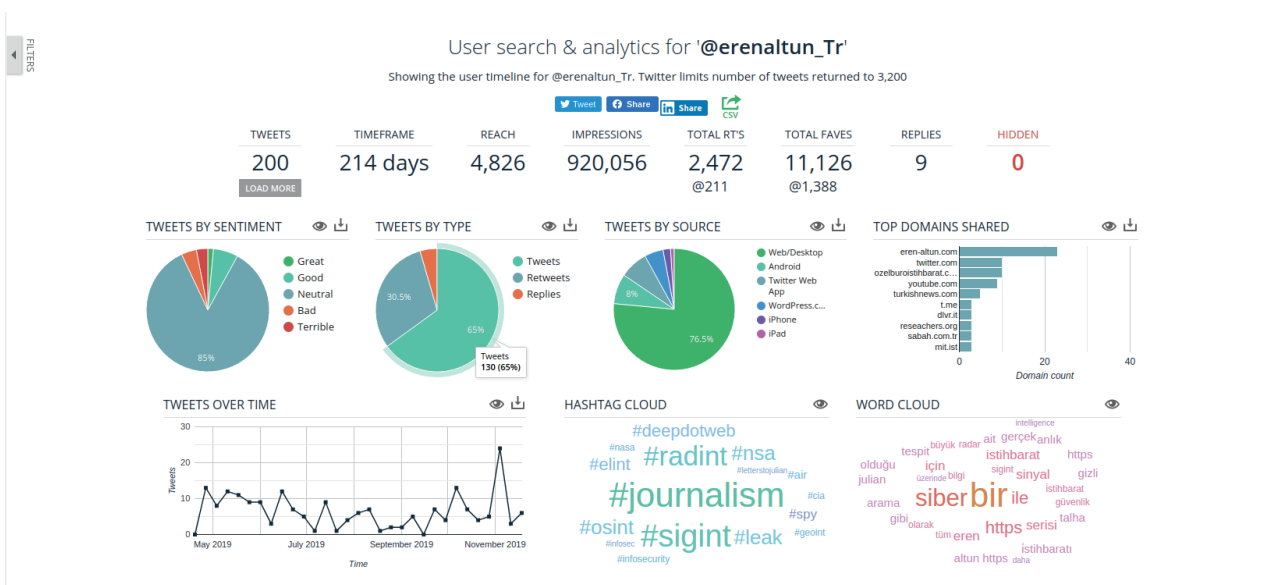 FILTERS
User search & analytics for '@erenaltun_Tr'
Showing the user timeline for @erenaltun_Tr. Twitter limits number of tweets returned to 3,200
Tweet Share Share CSV
TWEETS TIMEFRAME REACH IMPRESSIONS TOTAL RT'S TOTAL FAVES REPLIES HIDDEN
200 214 days 4,826 920,056 2,472 11,126 9 0
LOAD MORE @211 @1,388
TWEETS BY SENTIMENT
Great
Good
Neutral
Bad
Terrible
85%
TWEETS BY TYPE
Tweets
Retweets
Replies
30.5%
65%
Tweets
130 (65%)
TWEETS BY SOURCE
Web/Desktop
Android
Twitter Web
App
WordPress.c...
iPhone
iPad
8%
76.5%
TOP DOMAINS SHARED
eren-altun.com
twitter.com
ozelburoistihbarat.c...
youtube.com
turkishnews.com
t.me
dlvr.it
reseachers.org
sabah.com.tr
mit.ist
0 20 40
Domain count
TWEETS OVER TIME
30
20
10
0
Tweets
May 2019 July 2019 September 2019 November 2019
Time
HASHTAG CLOUD
#deepdotweb
#nasa
#radint #nsa
#elint
#letterstojulian #air
#journalism #cia
#spy
#osint #sigint #leak #geoint
#infosec
#infosecurity
WORD CLOUD
intelligence
büyük radar ait gerçek anlık
tespit istihbarat https
olduğu için sigint sinyal gizli
julian üzerinde bilgi
siber bir ile istihbarat
arama güvenlik
gibi olarak https serisi talha
tüm eren
istihbaratı
altun https daha